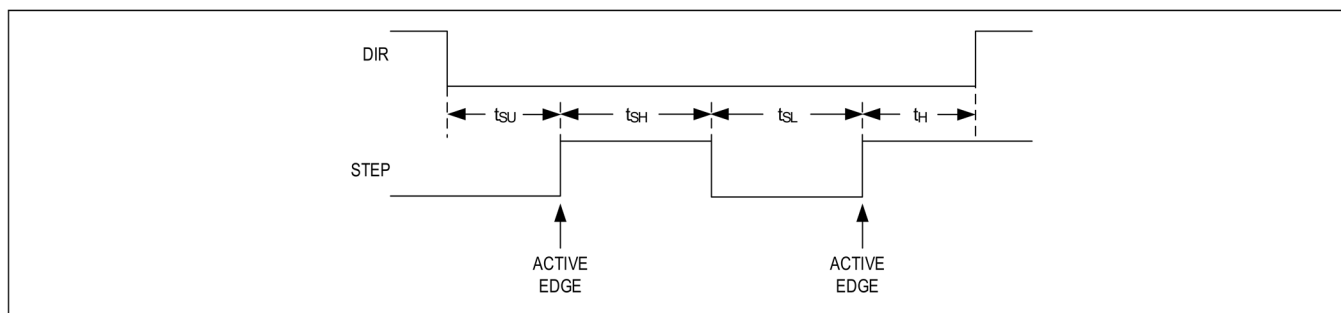 DIR
tSU tSH tSL tH
STEP
ACTIVE EDGE ACTIVE EDGE